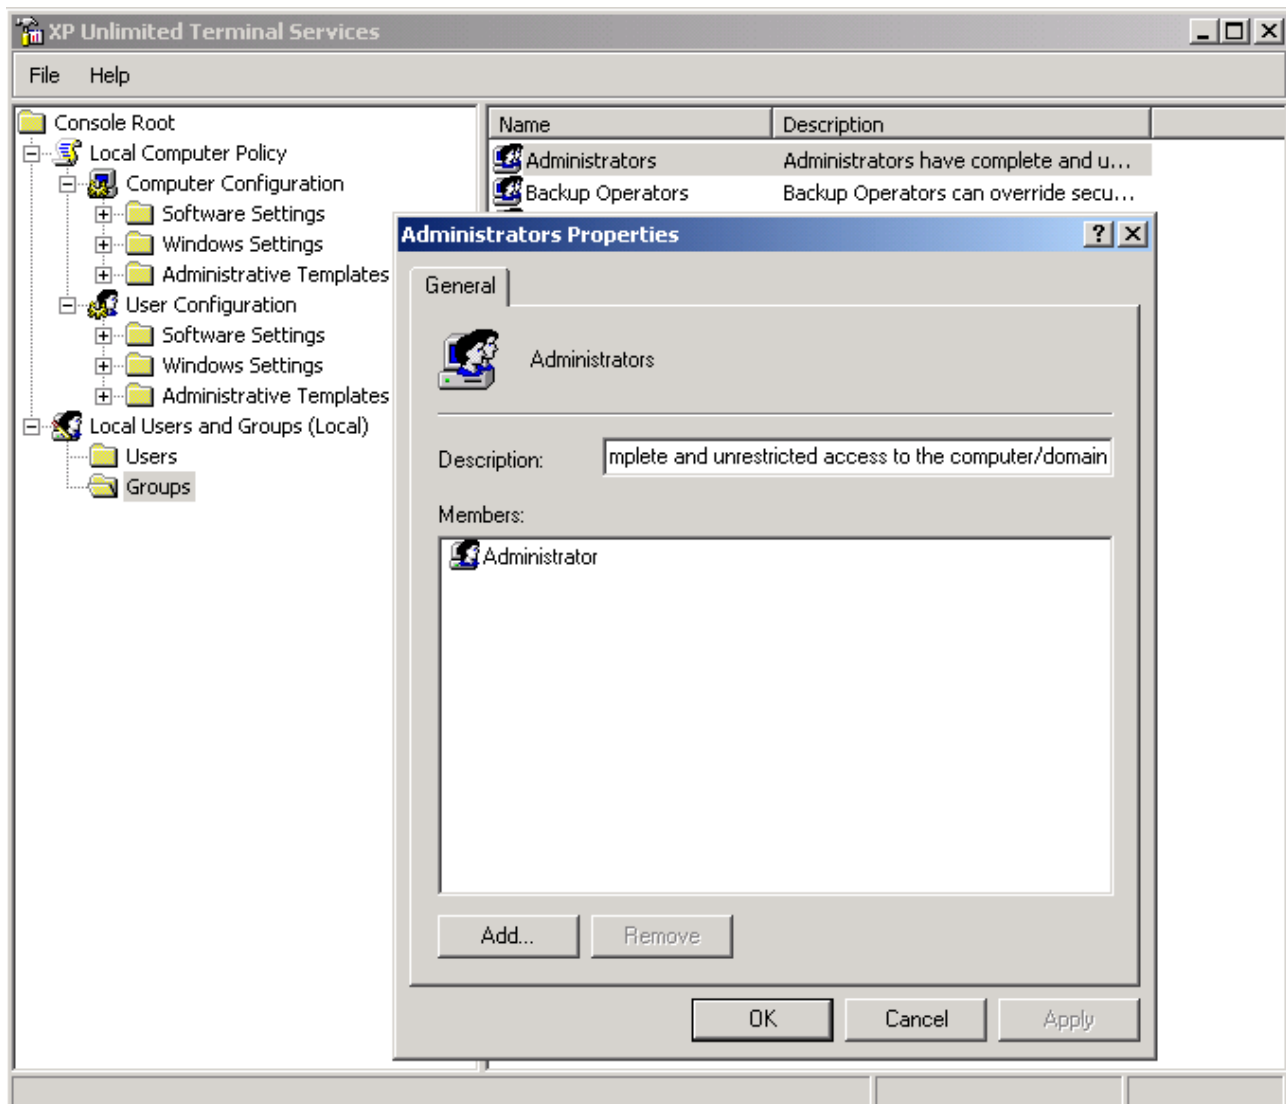 XP Unlimited Terminal Services
File Help
Console Root
Local Computer Policy
Computer Configuration
Software Settings
Windows Settings
Administrative Templates
User Configuration
Software Settings
Windows Settings
Administrative Templates
Local Users and Groups (Local)
Users
Groups
Name Description
Administrators Administrators have complete and u...
Backup Operators Backup Operators can override secu...
Administrators Properties
General
Administrators
Description: mplete and unrestricted access to the computer/domain
Members:
Administrator
Add... Remove
OK Cancel Apply